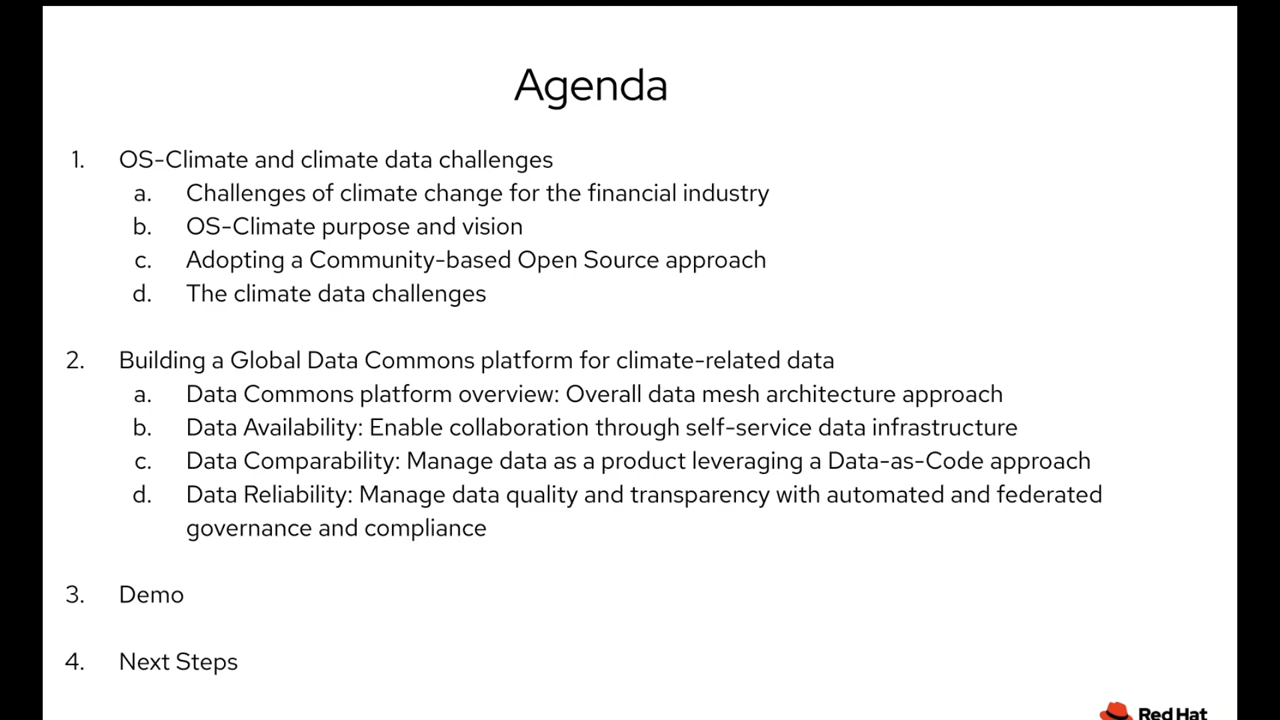 Agenda
1. OS-Climate and climate data challenges
a. Challenges of climate change for the financial industry
b. OS-Climate purpose and vision
c. Adopting a Community-based Open Source approach
d. The climate data challenges
2. Building a Global Data Commons platform for climate-related data
a. Data Commons platform overview: Overall data mesh architecture approach
b. Data Availability: Enable collaboration through self-service data infrastructure
c. Data Comparability: Manage data as a product leveraging a Data-as-Code approach
d. Data Reliability: Manage data quality and transparency with automated and federated
governance and compliance
3. Demo
4. Next Steps
Red Hat